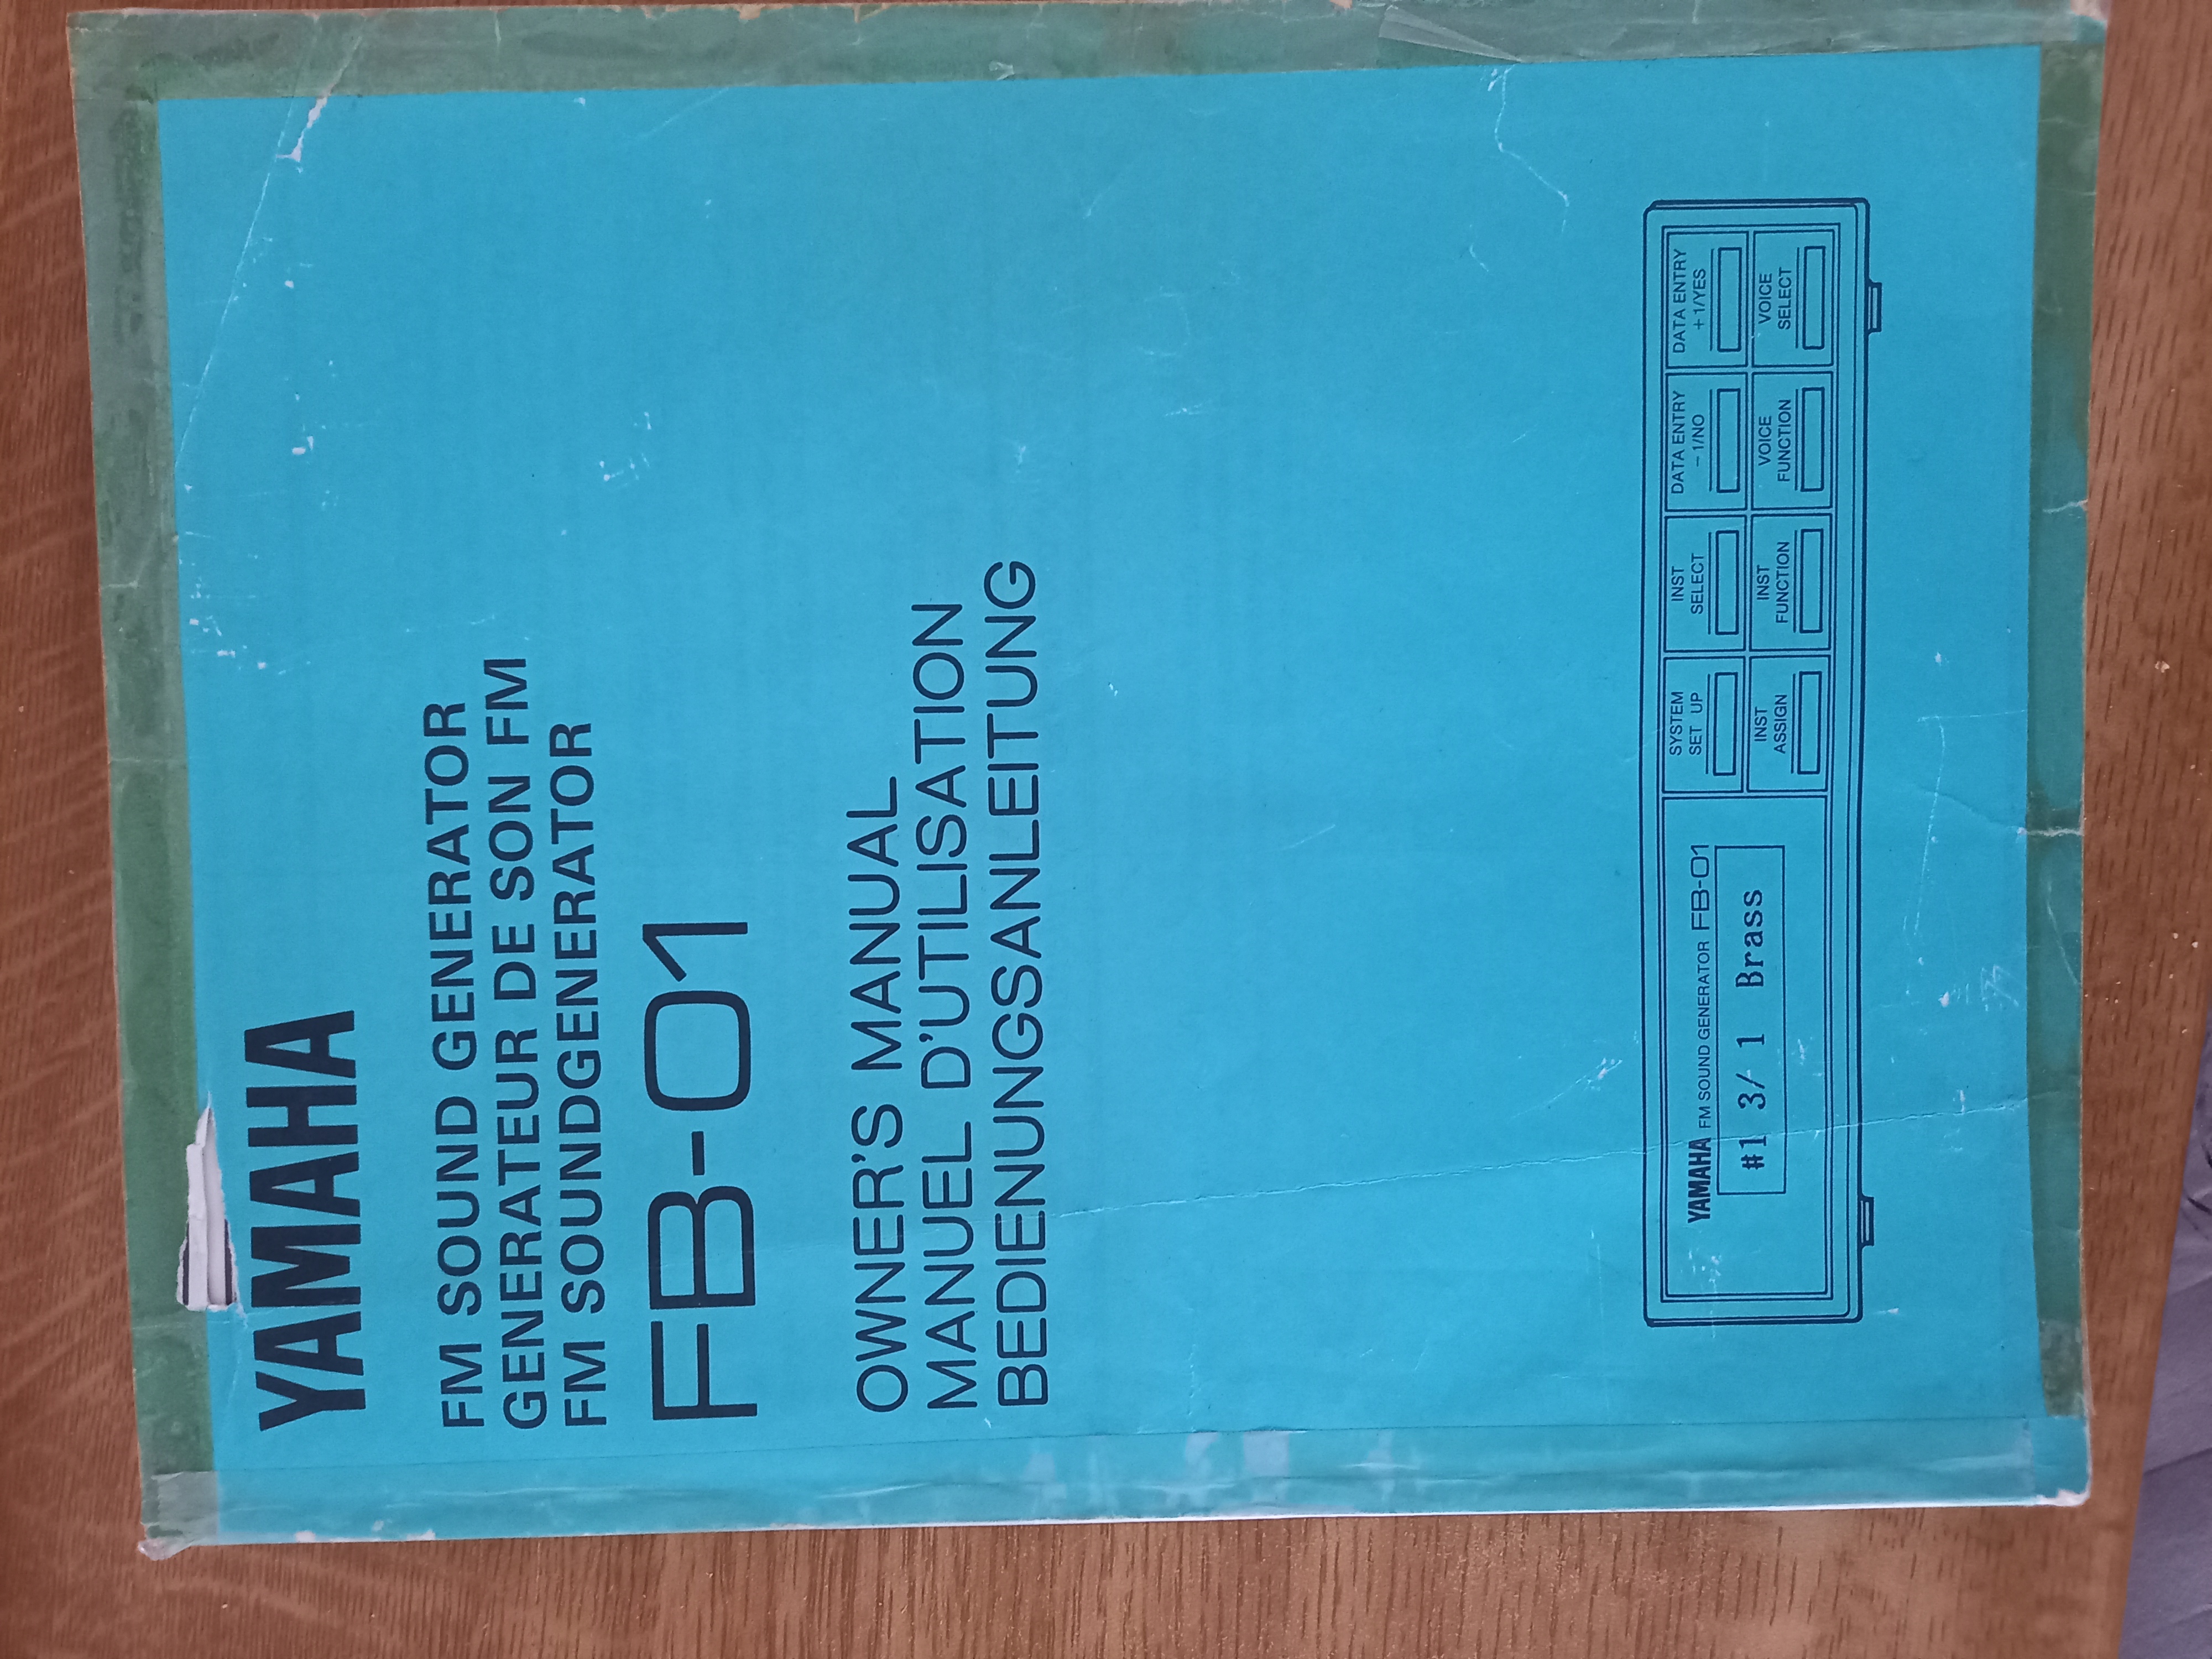 YAMAHA
FM SOUND GENERATOR
GENERATEUR DE SON FM
FM SOUNDGENERATOR
FB-01
OWNER'S MANUAL
MANUEL D'UTILISATION
BEDIENUNGSANLEITUNG
YAMAHA FM SOUND GENERATOR FB-01
#1 3/ 1 Brass
SYSTEM
SET UP
INST
SELECT
DATA ENTRY
−1/NO
DATA ENTRY
+1/YES
INST
ASSIGN
INST
FUNCTION
VOICE
FUNCTION
VOICE
SELECT